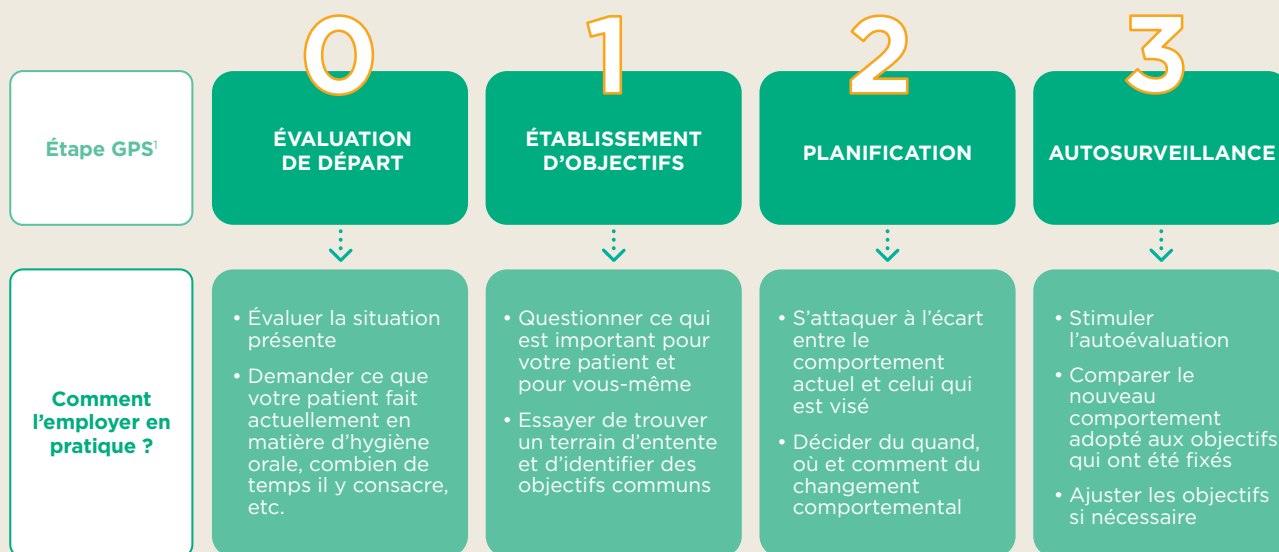 0
1
2
3
Étape GPS¹
ÉVALUATION
DE DÉPART
ÉTABLISSEMENT
D'OBJECTIFS
PLANIFICATION
AUTOSURVEILLANCE
Comment
l'employer en
pratique ?
• Évaluer la situation
présente
• Demander ce que
votre patient fait
actuellement en
matière d'hygiène
orale, combien de
temps il y consacre,
etc.
• Questionner ce qui
est important pour
votre patient et
pour vous-même
• Essayer de trouver
un terrain d'entente
et d'identifier des
objectifs communs
• S'attaquer à l'écart
entre le
comportement
actuel et celui qui
est visé
• Décider du quand,
où et comment du
changement
comportemental
• Stimuler
l'autoévaluation
• Comparer le
nouveau
comportement
adopté aux objectifs
qui ont été fixés
• Ajuster les objectifs
si nécessaire